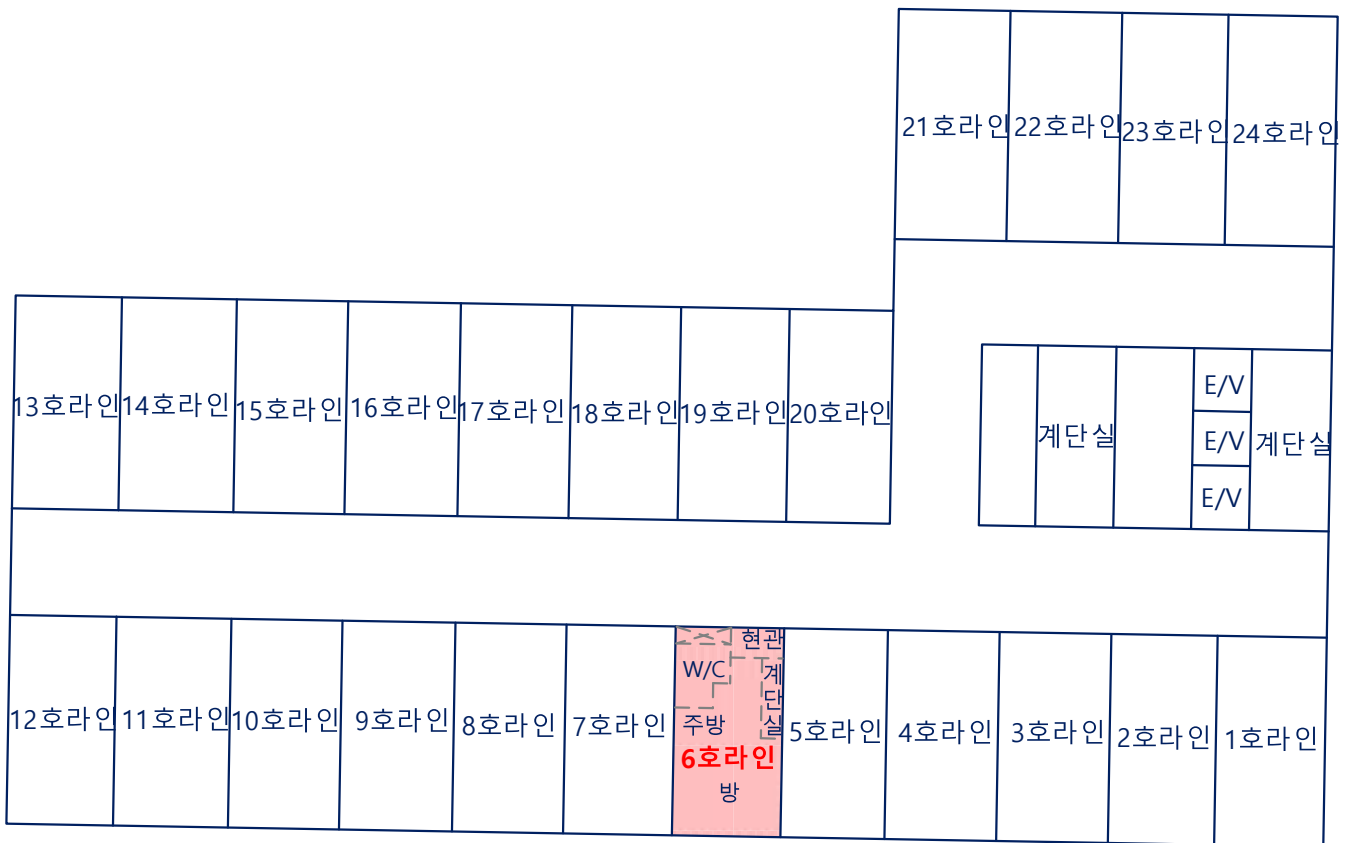 21호라인 22호라인 23호라인 24호라인
13호라인 14호라인 15호라인 16호라인 17호라인 18호라인 19호라인 20호라인
계단실
E/V
E/V
E/V
계단실
12호라인 11호라인 10호라인 9호라인 8호라인 7호라인
현관
W/C
계단실
주방
6호라인
방
5호라인 4호라인 3호라인 2호라인 1호라인